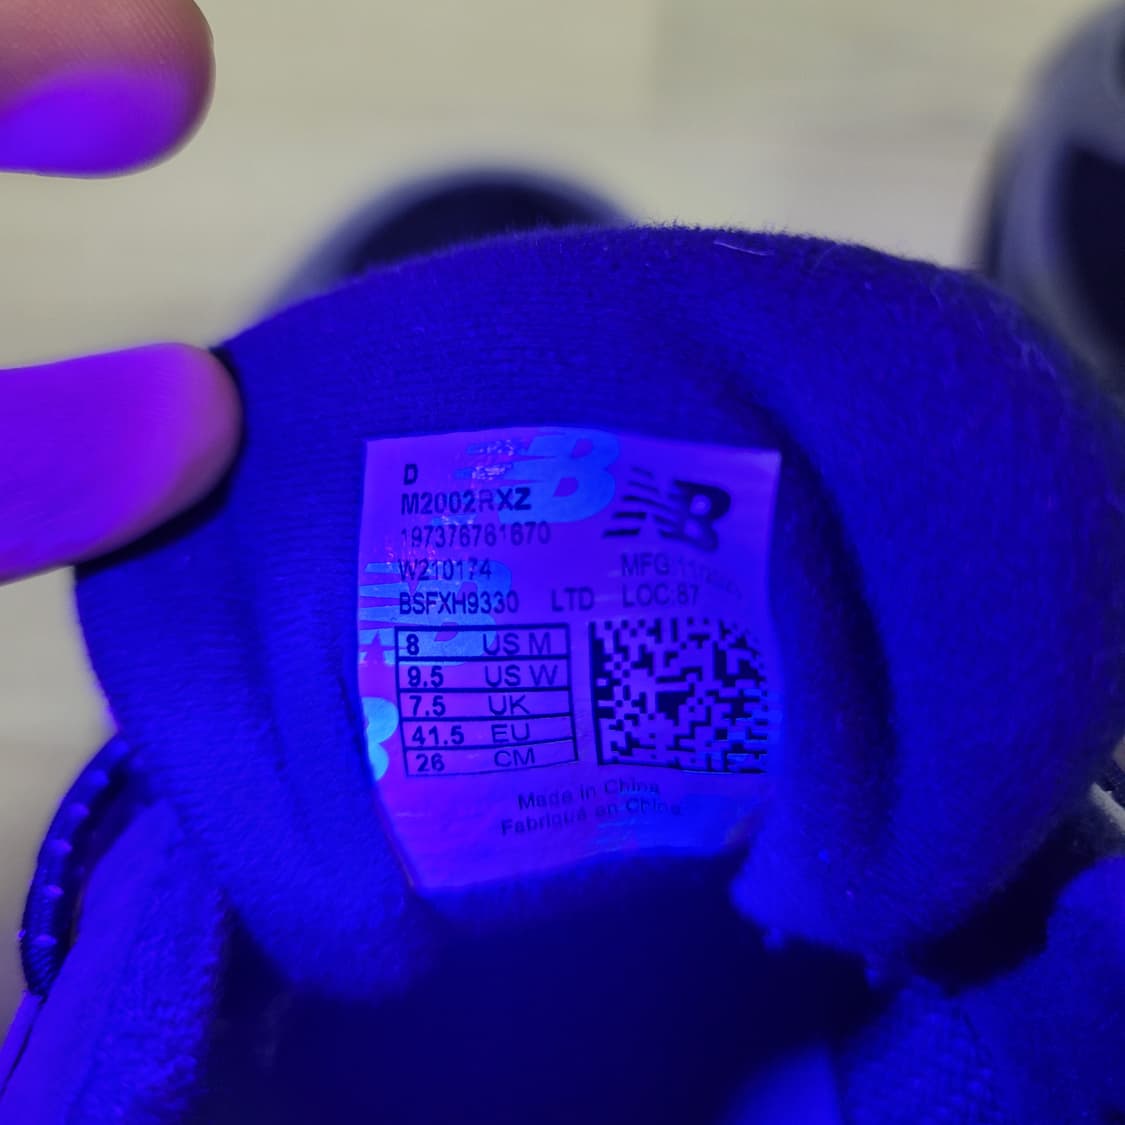 D
M2002RXZ
197376761670
W210174
BSFXH9330 LTD LOC:87
MFG:
8 US M
9.5 US W
7.5 UK
41.5 EU
26 CM
Made in China
Fabriqué en Chine